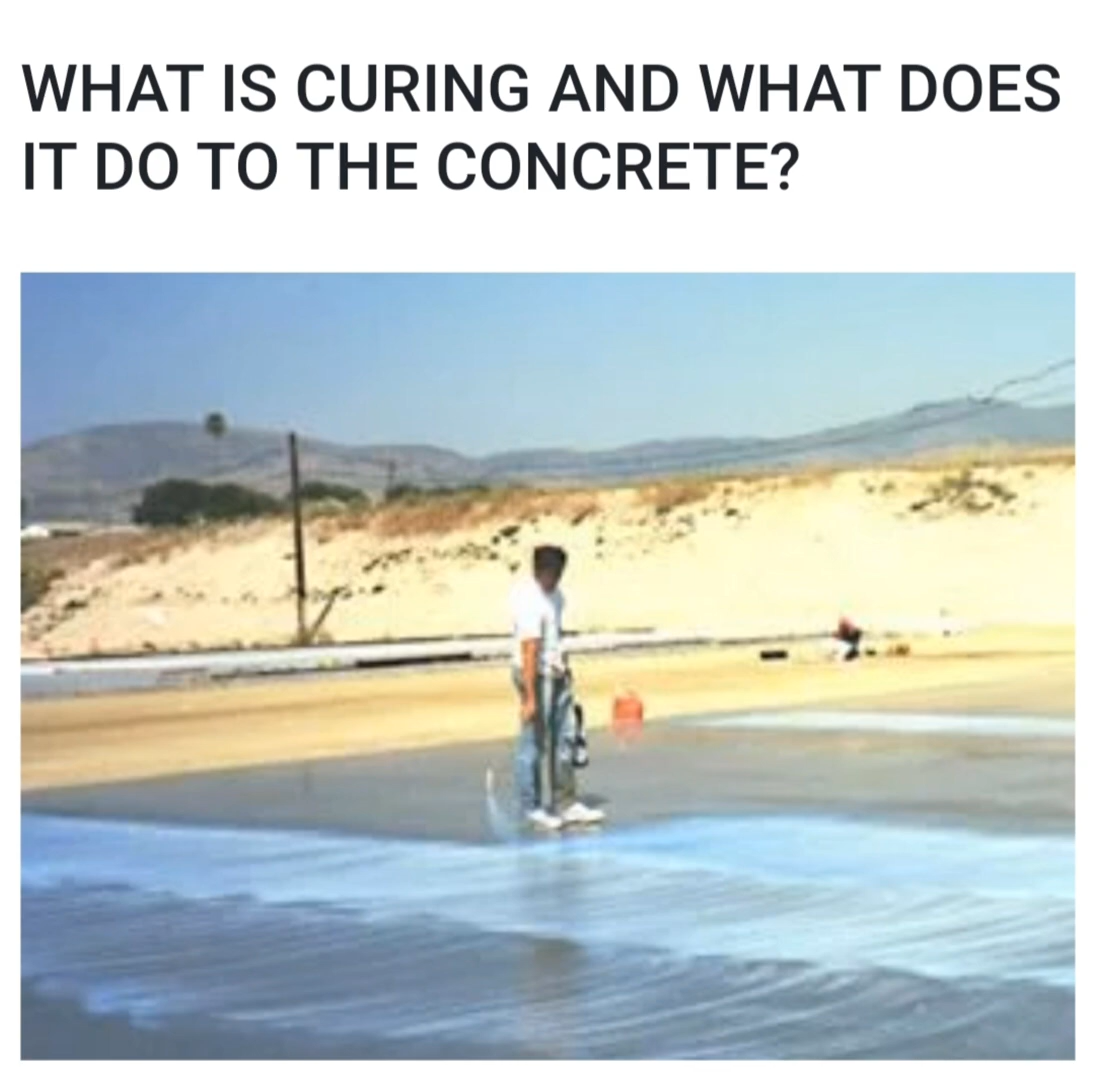 WHAT IS CURING AND WHAT DOES
IT DO TO THE CONCRETE?